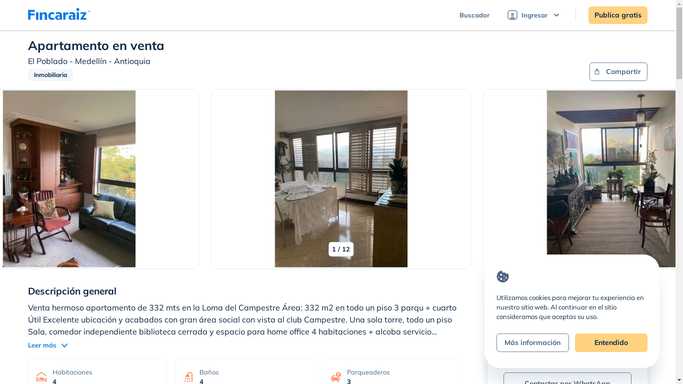 Fincaraiz
Buscador
Ingresar
Publica gratis
Apartamento en venta
El Poblado - Medellín - Antioquia
Inmobiliaria
Compartir
1 / 12
Descripción general
Venta hermoso apartamento de 332 mts en la Loma del Campestre Área: 332 m2 en todo un piso 3 parqu + cuarto
Útil Excelente ubicación y acabados con gran área social con vista al club Campestre. Una sola torre, todo un piso
Sala, comedor independiente biblioteca cerrada y espacio para home office 4 habitaciones + alcoba servicio...
Leer más
Habitaciones
4
Baños
4
Parqueaderos
3
Utilizamos cookies para mejorar tu experiencia en
nuestro sitio web. Al continuar en el sitio
consideramos que aceptas su uso.
Más información
Entendido
Contactar por WhatsApp